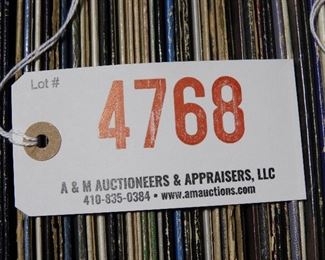 Lot #
4768
A & M AUCTIONEERS & APPRAISERS, LLC
410-835-0384 • www.amauctions.com